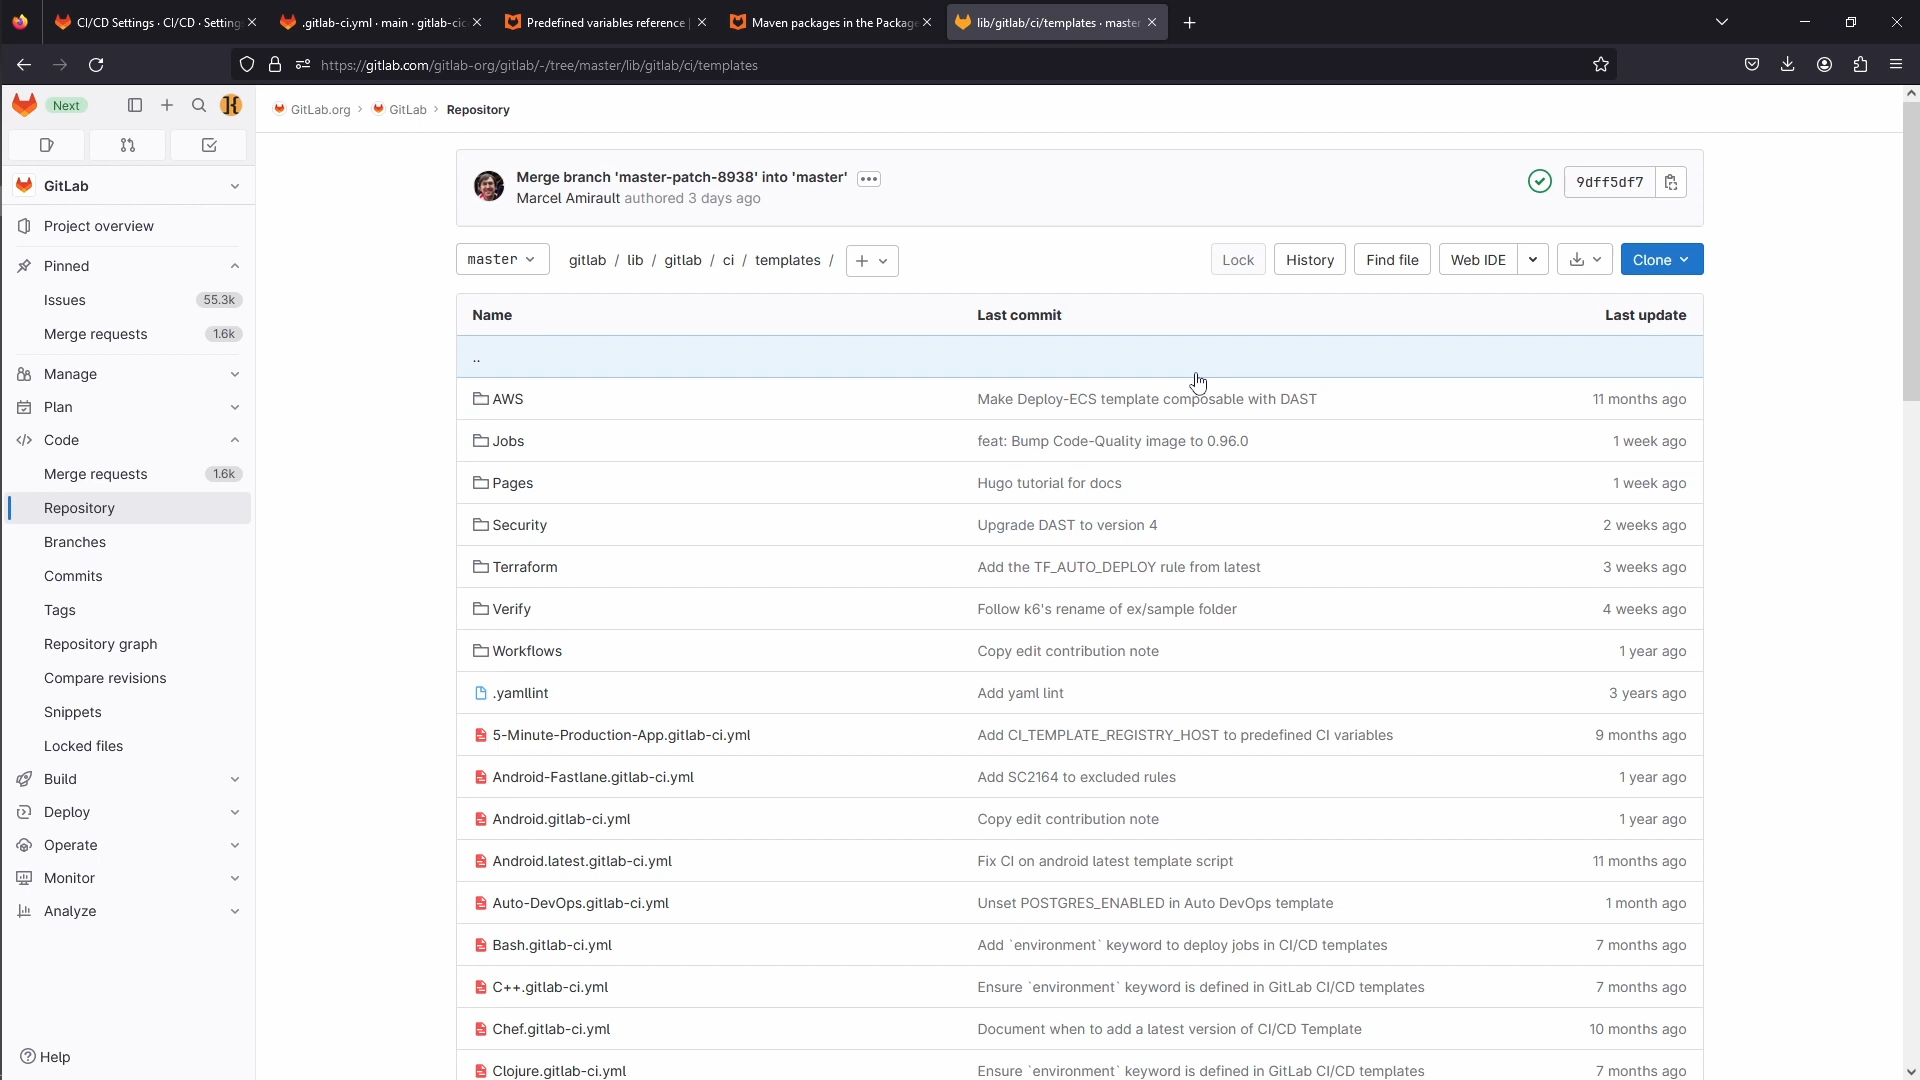 CI/CD Settings · CI/CD · Setting
.gitlab-ci.yml · main · gitlab-cic
Predefined variables reference |
Maven packages in the Package
lib/gitlab/ci/templates · master
https://gitlab.com/gitlab-org/gitlab/-/tree/master/lib/gitlab/ci/templates
Next
GitLab.org > GitLab > Repository
GitLab
Project overview
Pinned
Issues 55.3k
Merge requests 1.6k
Manage
Plan
Code
Merge requests 1.6k
Repository
Branches
Commits
Tags
Repository graph
Compare revisions
Snippets
Locked files
Build
Deploy
Operate
Monitor
Analyze
Help
Merge branch 'master-patch-8938' into 'master'
Marcel Amirault authored 3 days ago
9dff5df7
master
gitlab / lib / gitlab / ci / templates /
Lock
History
Find file
Web IDE
Clone
Name Last commit Last update
..
AWS Make Deploy-ECS template composable with DAST 11 months ago
Jobs feat: Bump Code-Quality image to 0.96.0 1 week ago
Pages Hugo tutorial for docs 1 week ago
Security Upgrade DAST to version 4 2 weeks ago
Terraform Add the TF_AUTO_DEPLOY rule from latest 3 weeks ago
Verify Follow k6's rename of ex/sample folder 4 weeks ago
Workflows Copy edit contribution note 1 year ago
.yamllint Add yaml lint 3 years ago
5-Minute-Production-App.gitlab-ci.yml Add CI_TEMPLATE_REGISTRY_HOST to predefined CI variables 9 months ago
Android-Fastlane.gitlab-ci.yml Add SC2164 to excluded rules 1 year ago
Android.gitlab-ci.yml Copy edit contribution note 1 year ago
Android.latest.gitlab-ci.yml Fix CI on android latest template script 11 months ago
Auto-DevOps.gitlab-ci.yml Unset POSTGRES_ENABLED in Auto DevOps template 1 month ago
Bash.gitlab-ci.yml Add `environment` keyword to deploy jobs in CI/CD templates 7 months ago
C++.gitlab-ci.yml Ensure `environment` keyword is defined in GitLab CI/CD templates 7 months ago
Chef.gitlab-ci.yml Document when to add a latest version of CI/CD Template 10 months ago
Clojure.gitlab-ci.yml Ensure `environment` keyword is defined in GitLab CI/CD templates 7 months ago